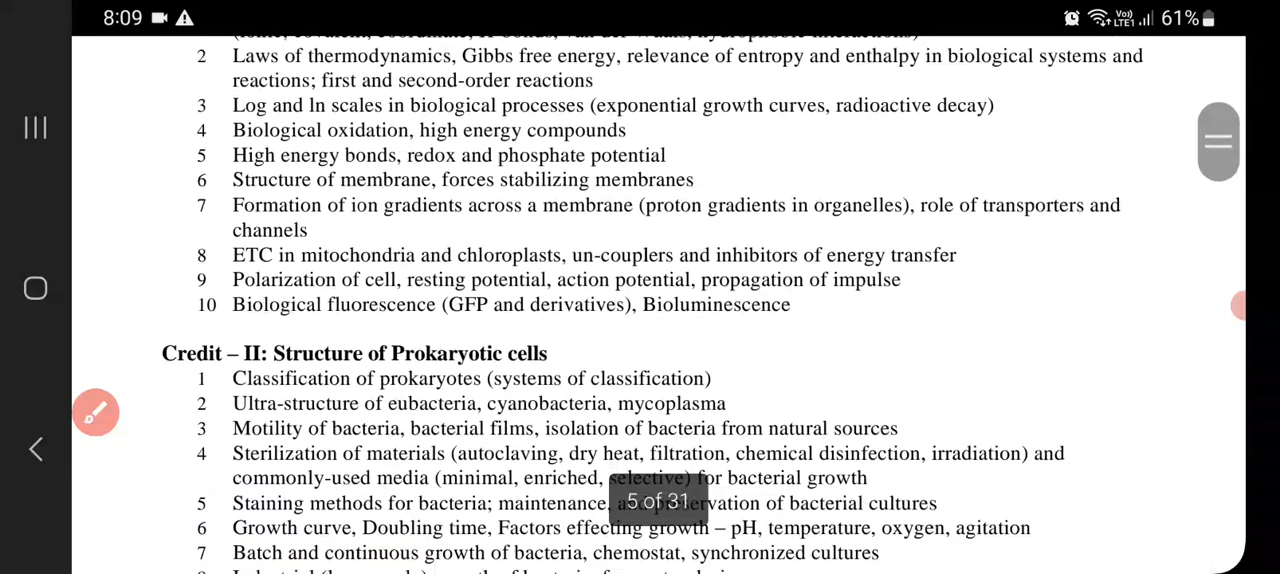 8:09
Vo))
LTE1
61%
2 Laws of thermodynamics, Gibbs free energy, relevance of entropy and enthalpy in biological systems and
reactions; first and second-order reactions
3 Log and ln scales in biological processes (exponential growth curves, radioactive decay)
4 Biological oxidation, high energy compounds
5 High energy bonds, redox and phosphate potential
6 Structure of membrane, forces stabilizing membranes
7 Formation of ion gradients across a membrane (proton gradients in organelles), role of transporters and
channels
8 ETC in mitochondria and chloroplasts, un-couplers and inhibitors of energy transfer
9 Polarization of cell, resting potential, action potential, propagation of impulse
10 Biological fluorescence (GFP and derivatives), Bioluminescence
Credit – II: Structure of Prokaryotic cells
1 Classification of prokaryotes (systems of classification)
2 Ultra-structure of eubacteria, cyanobacteria, mycoplasma
3 Motility of bacteria, bacterial films, isolation of bacteria from natural sources
4 Sterilization of materials (autoclaving, dry heat, filtration, chemical disinfection, irradiation) and
commonly-used media (minimal, enriched, selective) for bacterial growth
5 Staining methods for bacteria; maintenance, and preservation of bacterial cultures
5 of 31
6 Growth curve, Doubling time, Factors effecting growth – pH, temperature, oxygen, agitation
7 Batch and continuous growth of bacteria, chemostat, synchronized cultures